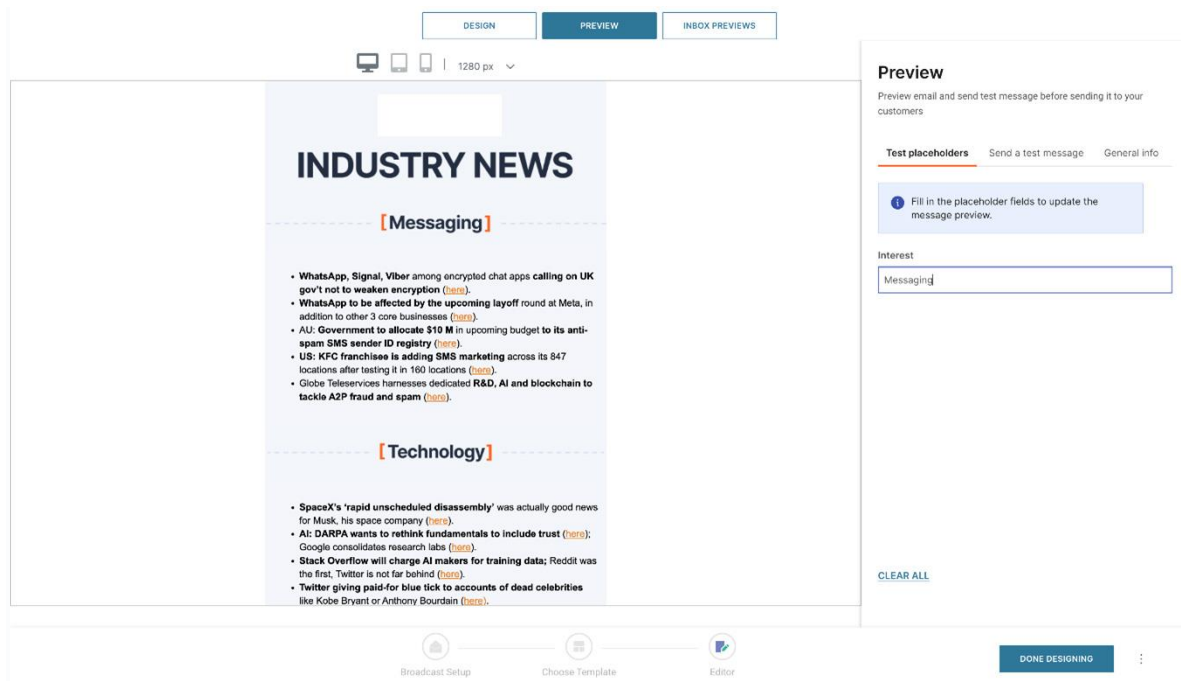 DESIGN PREVIEW INBOX PREVIEWS
1280 px
INDUSTRY NEWS
[Messaging]
• WhatsApp, Signal, Viber among encrypted chat apps calling on UK
gov't not to weaken encryption (here).
• WhatsApp to be affected by the upcoming layoff round at Meta, in
addition to other 3 core businesses (here).
• AU: Government to allocate $10 M in upcoming budget to its anti-
spam SMS sender ID registry (here).
• US: KFC franchisee is adding SMS marketing across its 847
locations after testing it in 160 locations (here).
• Globe Teleservices harnesses dedicated R&D, AI and blockchain to
tackle A2P fraud and spam (here).
[Technology]
• SpaceX's 'rapid unscheduled disassembly' was actually good news
for Musk, his space company (here).
• AI: DARPA wants to rethink fundamentals to include trust (here);
Google consolidates research labs (here).
• Stack Overflow will charge AI makers for training data; Reddit was
the first, Twitter is not far behind (here).
• Twitter giving paid-for blue tick to accounts of dead celebrities
like Kobe Bryant or Anthony Bourdain (here).
Preview
Preview email and send test message before sending it to your
customers
Test placeholders Send a test message General info
Fill in the placeholder fields to update the
message preview.
Interest
Messaging
CLEAR ALL
Broadcast Setup Choose Template Editor
DONE DESIGNING